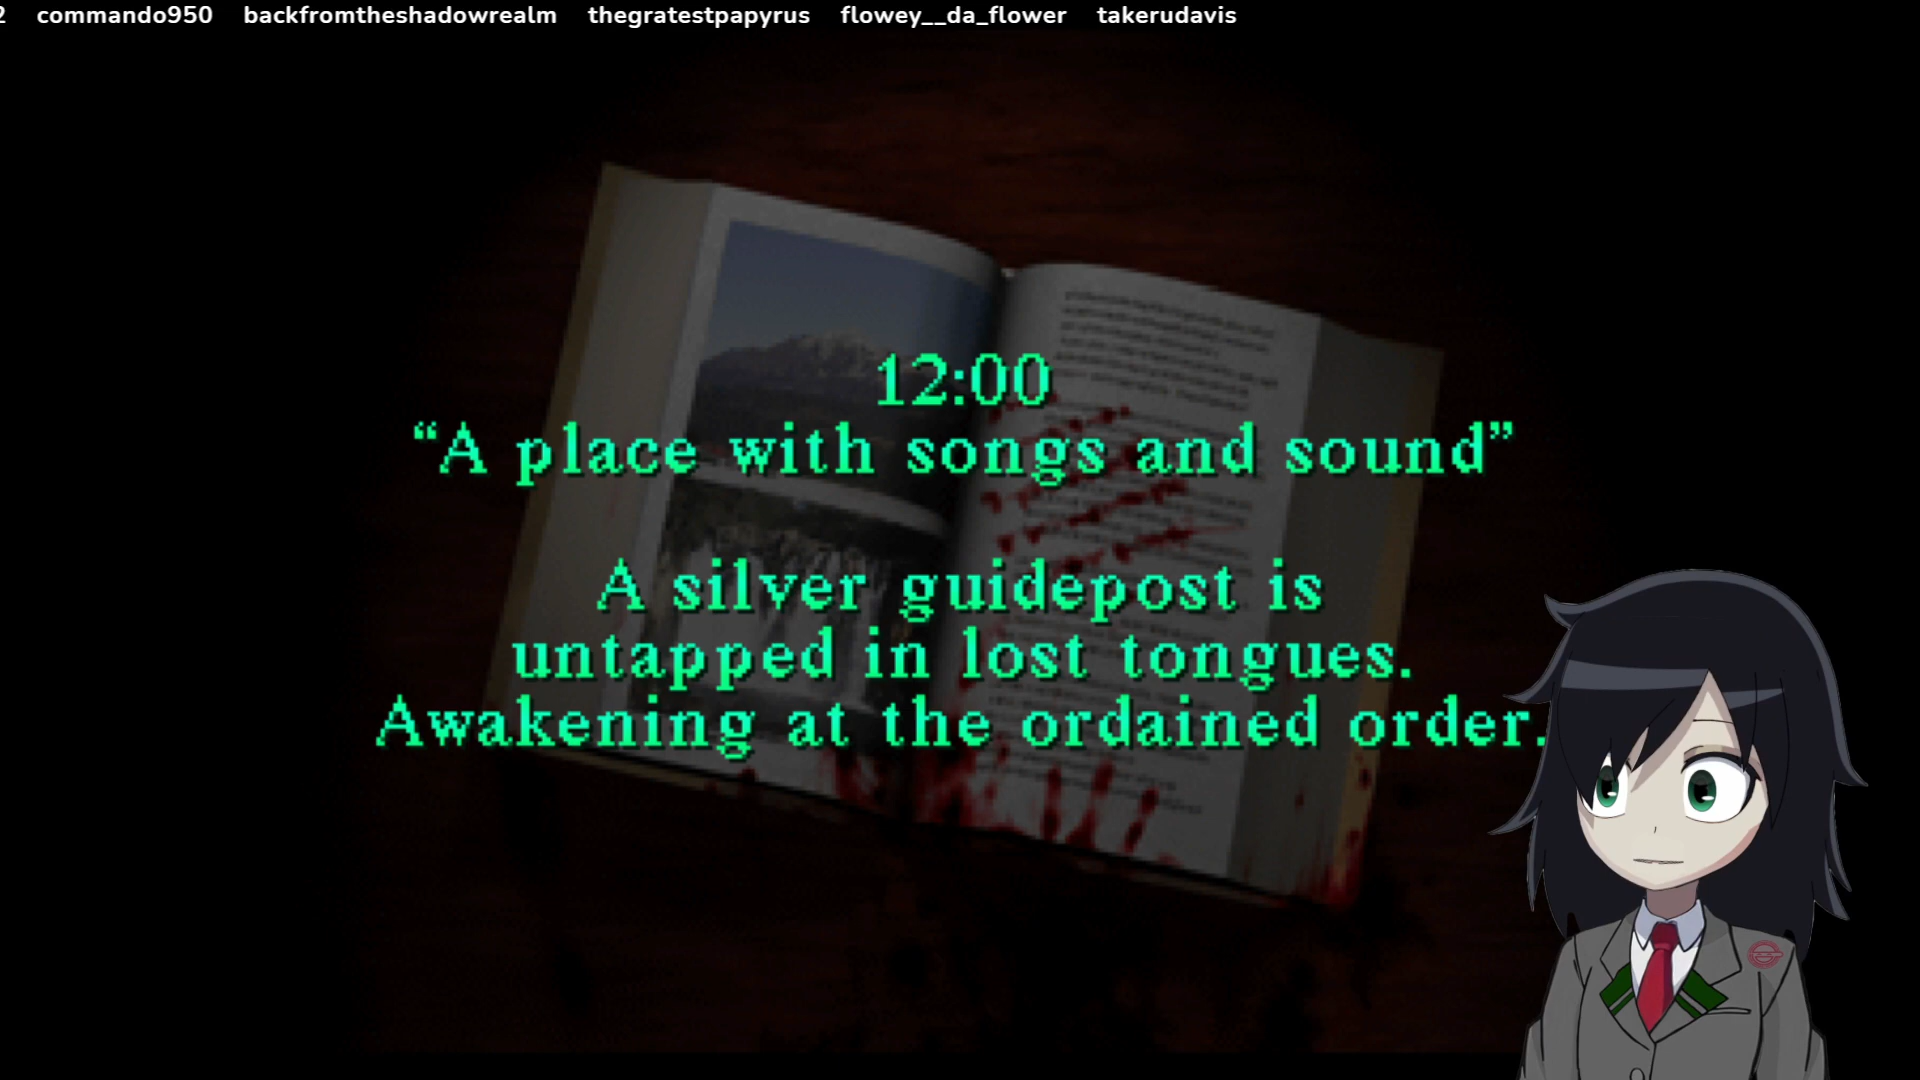 2 commando950 backfromtheshadowrealm thegratestpapyrus flowey__da_flower takerudavis
12:00
“A place with songs and sound”
A silver guidepost is
untapped in lost tongues.
Awakening at the ordained order.